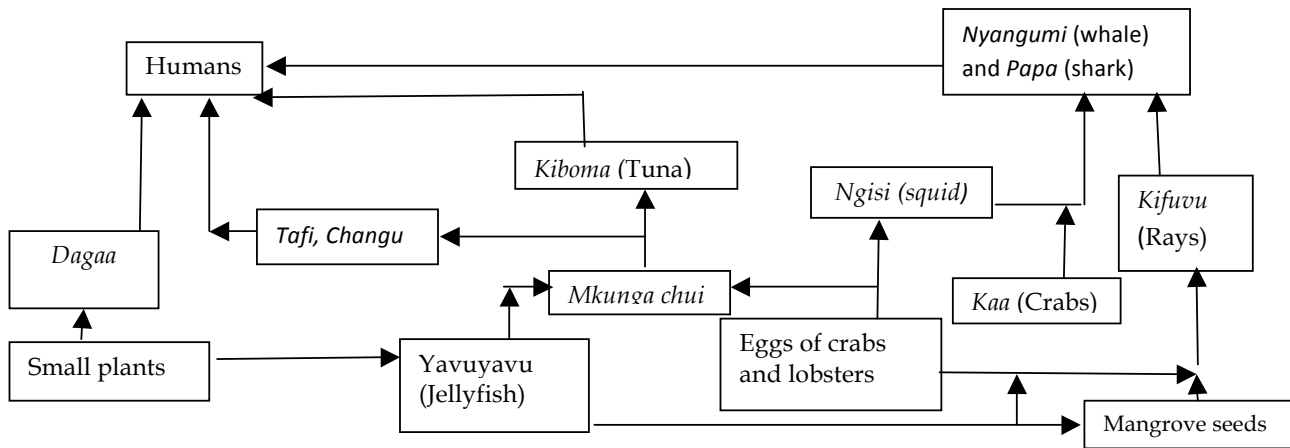 Humans
Nyangumi (whale)
and Papa (shark)
Kiboma (Tuna)
Ngisi (squid)
Kifuvu
(Rays)
Tafi, Changu
Dagaa
Mkunga chui
Kaa (Crabs)
Small plants
Yavuyavu
(Jellyfish)
Eggs of crabs
and lobsters
Mangrove seeds